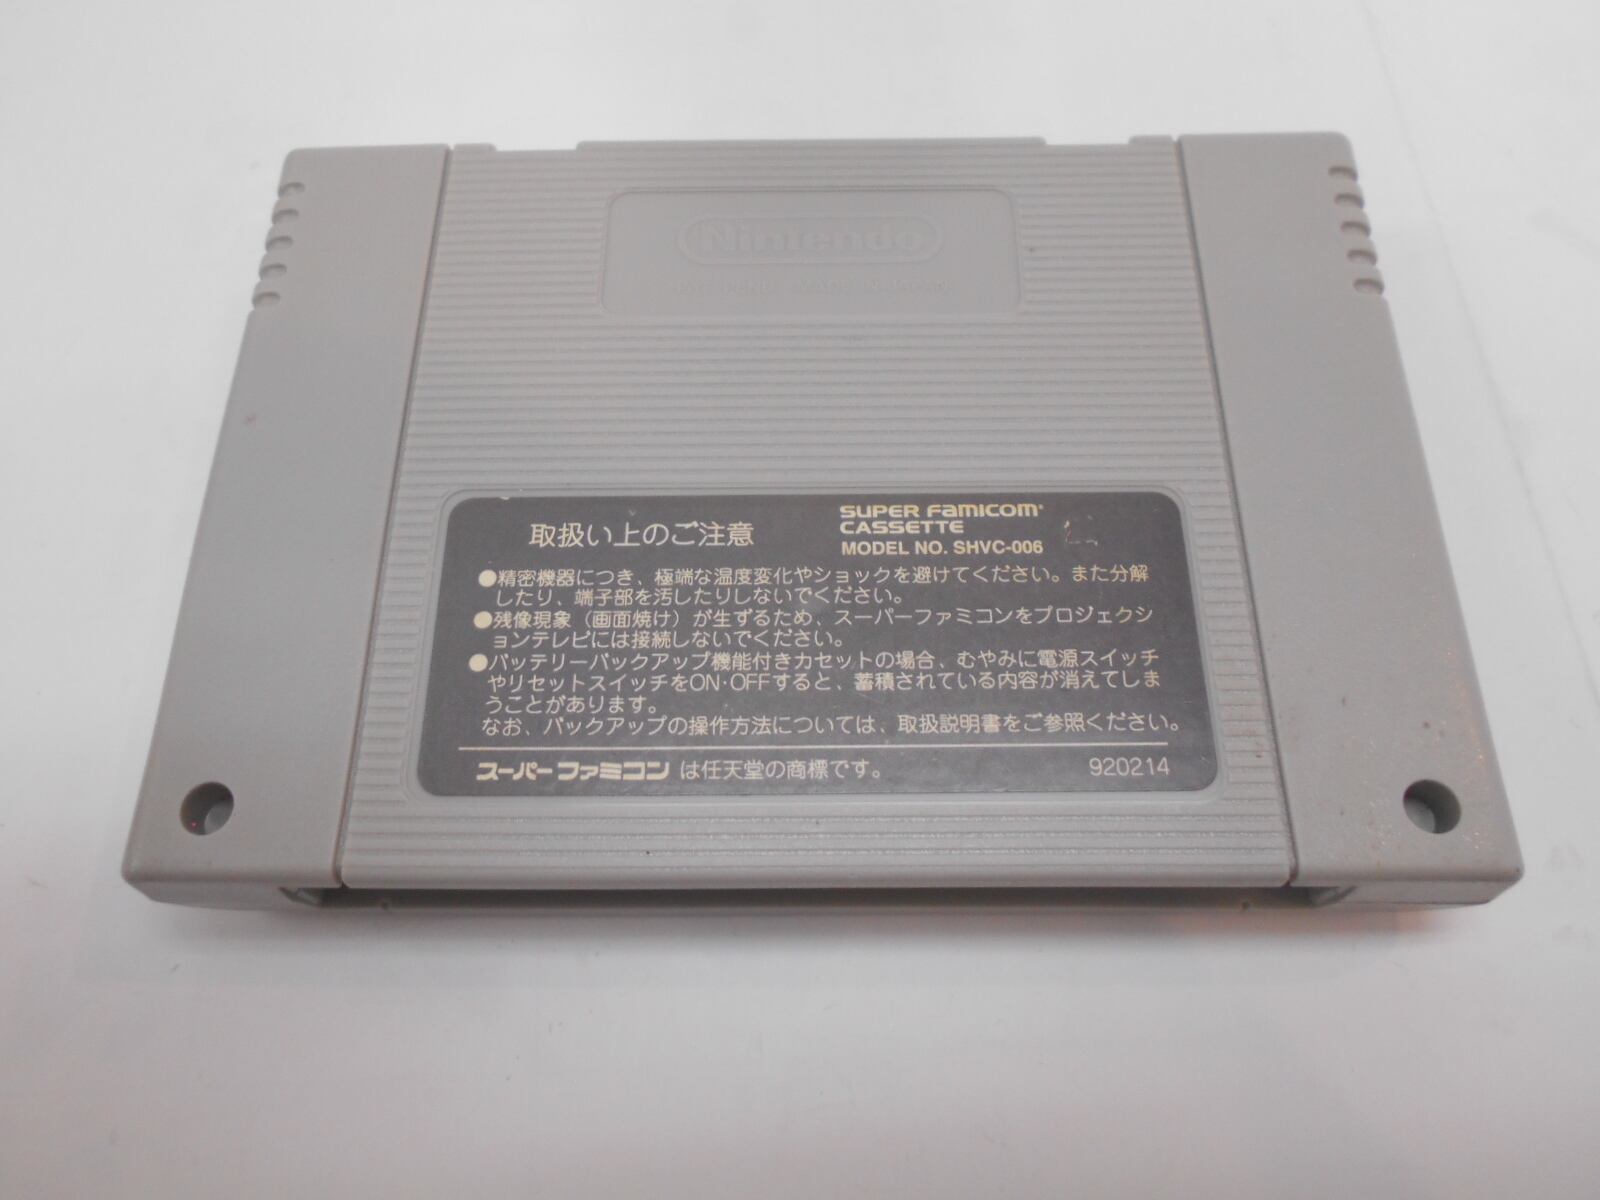 Nintendo
PAT. PEND. MADE IN JAPAN
取扱い上のご注意
SUPER FAMICOM
CASSETTE
MODEL NO. SHVC-006
●精密機器につき、極端な温度変化やショックを避けてください。また分解
したり、端子部を汚したりしないでください。
●残像現象（画面焼け）が生ずるため、スーパーファミコンをプロジェクシ
ョンテレビには接続しないでください。
●バッテリーバックアップ機能付きカセットの場合、むやみに電源スイッチ
やリセットスイッチをON・OFFすると、蓄積されている内容が消えてしま
うことがあります。
なお、バックアップの操作方法については、取扱説明書をご参照ください。
スーパーファミコン は任天堂の商標です。
920214